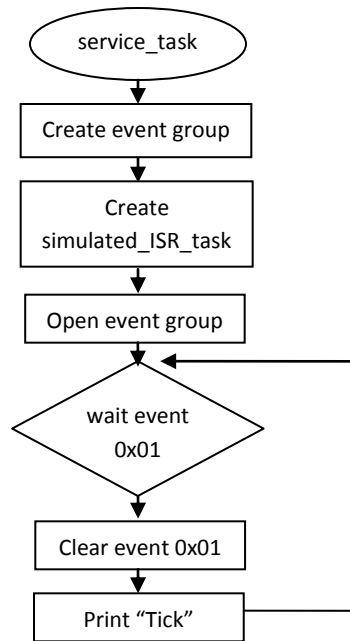 service_task
Create event group
Create
simulated_ISR_task
Open event group
wait event
0x01
Clear event 0x01
Print “Tick”